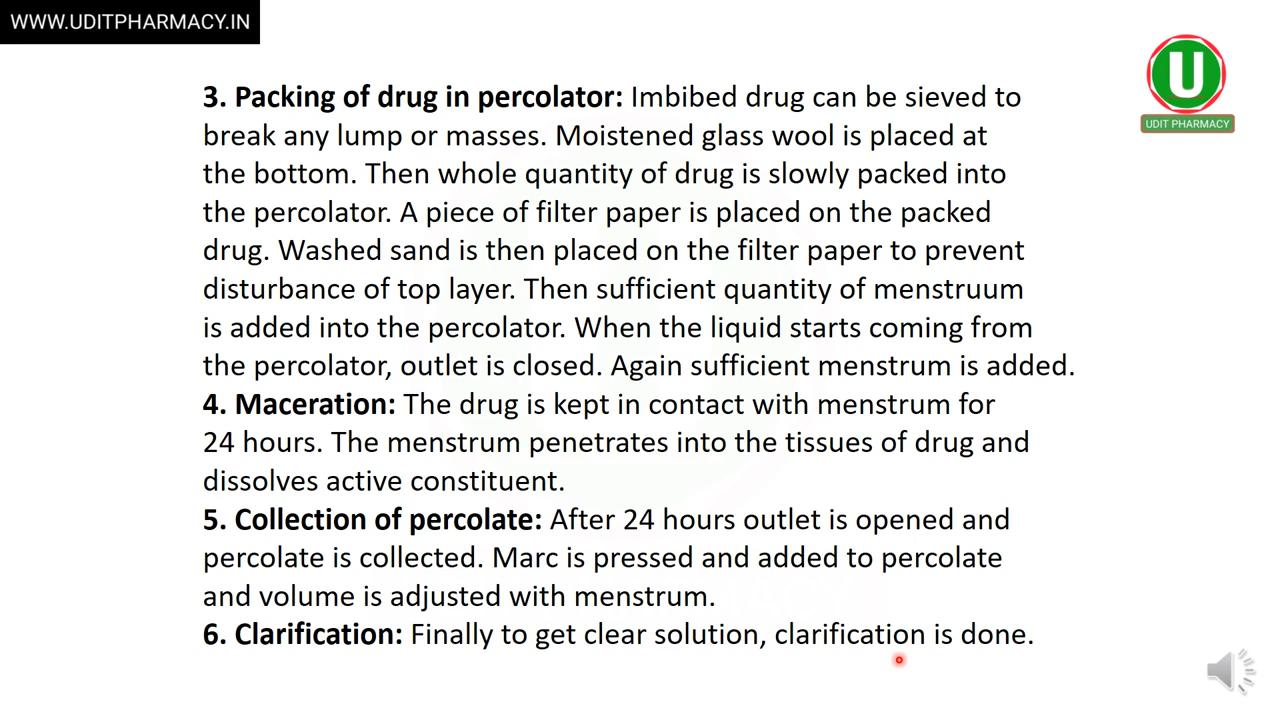 WWW.UDITPHARMACY.IN
U
UDIT PHARMACY
3. Packing of drug in percolator: Imbibed drug can be sieved to
break any lump or masses. Moistened glass wool is placed at
the bottom. Then whole quantity of drug is slowly packed into
the percolator. A piece of filter paper is placed on the packed
drug. Washed sand is then placed on the filter paper to prevent
disturbance of top layer. Then sufficient quantity of menstruum
is added into the percolator. When the liquid starts coming from
the percolator, outlet is closed. Again sufficient menstrum is added.
4. Maceration: The drug is kept in contact with menstrum for
24 hours. The menstrum penetrates into the tissues of drug and
dissolves active constituent.
5. Collection of percolate: After 24 hours outlet is opened and
percolate is collected. Marc is pressed and added to percolate
and volume is adjusted with menstrum.
6. Clarification: Finally to get clear solution, clarification is done.